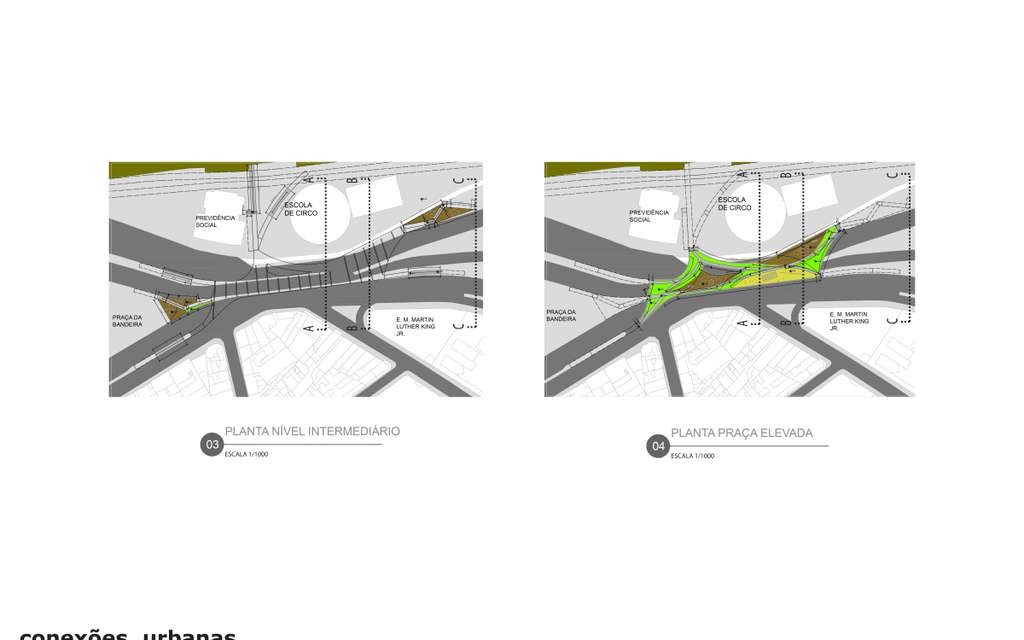 A B C
ESCOLA
DE CIRCO
PREVIDÊNCIA
SOCIAL
PRAÇA DA
BANDEIRA
E. M. MARTIN
LUTHER KING
JR.
A B C
A B C
ESCOLA
DE CIRCO
PREVIDÊNCIA
SOCIAL
PRAÇA DA
BANDEIRA
E. M. MARTIN
LUTHER KING
JR.
A B C
03 PLANTA NÍVEL INTERMEDIÁRIO
ESCALA 1/1000
04 PLANTA PRAÇA ELEVADA
ESCALA 1/1000
conexões urbanas